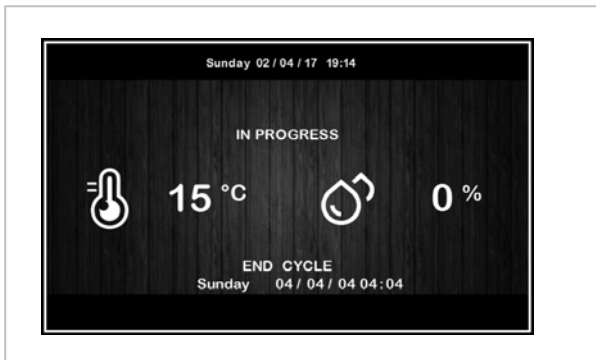 Sunday 02 / 04 / 17 19:14
IN PROGRESS
15 °C 0 %
END CYCLE
Sunday 04 / 04 / 04 04:04